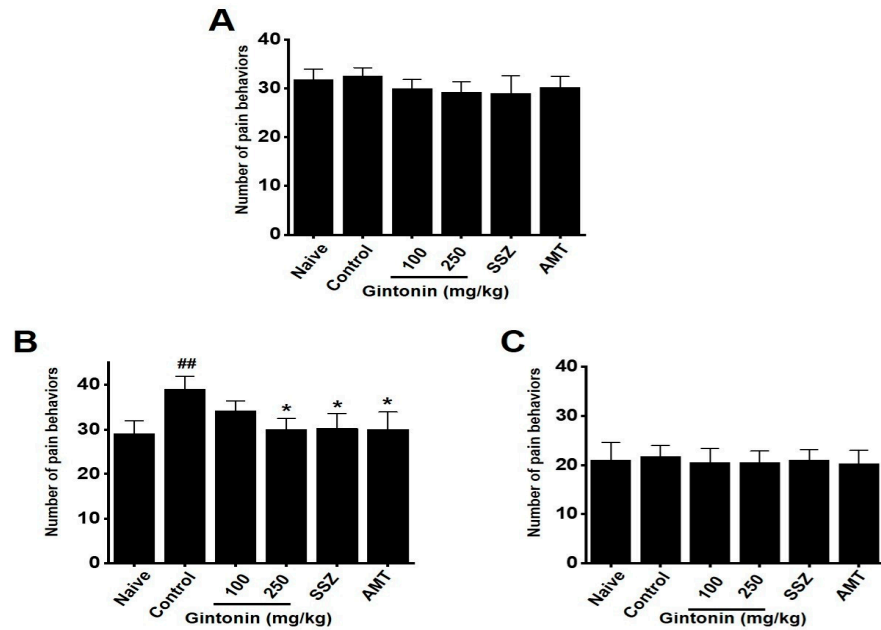 A
Number of pain behaviors
40
30
20
10
0
Naive
Control
100
250
SSZ
AMT
Gintonin (mg/kg)
B
Number of pain behaviors
40
30
20
10
0
##
*
*
*
Naive
Control
100
250
SSZ
AMT
Gintonin (mg/kg)
C
Number of pain behaviors
40
30
20
10
0
Naive
Control
100
250
SSZ
AMT
Gintonin (mg/kg)